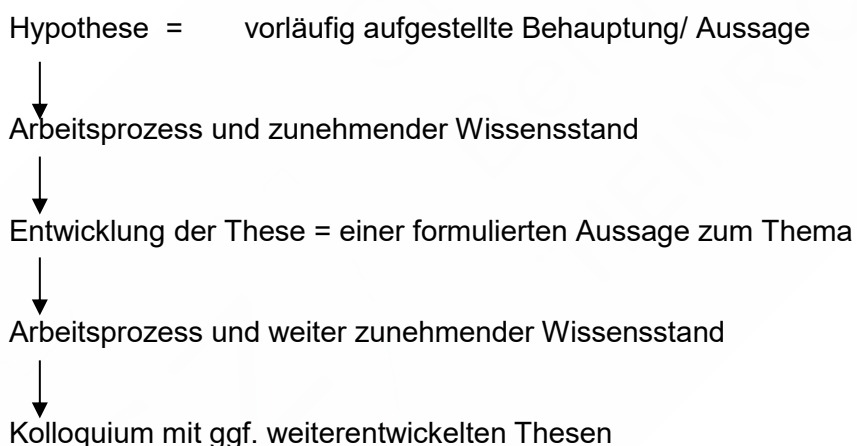 Hypothese = vorläufig aufgestellte Behauptung/ Aussage
Arbeitsprozess und zunehmender Wissensstand
Entwicklung der These = einer formulierten Aussage zum Thema
Arbeitsprozess und weiter zunehmender Wissensstand
Kolloquium mit ggf. weiterentwickelten Thesen